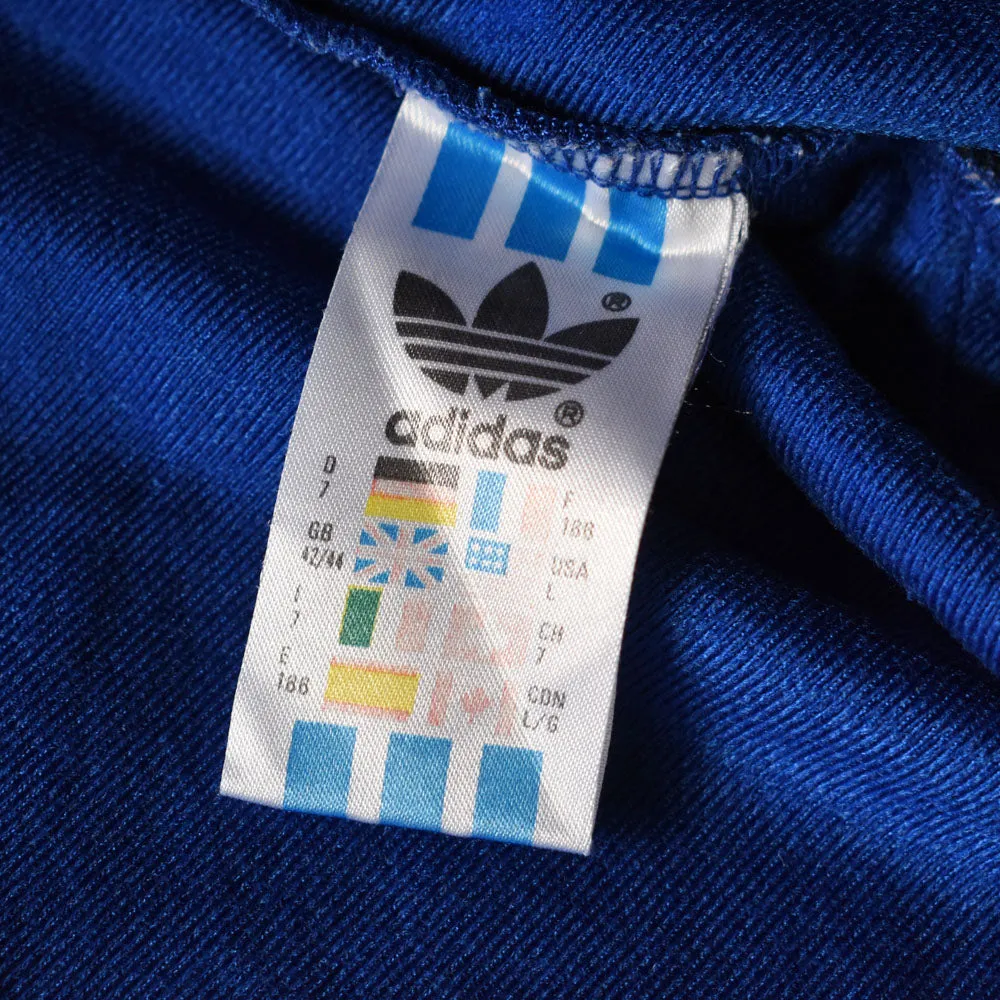 ®
adidas®
D
7
F
186
GB
42/44
USA
L
I
7
CH
7
E
186
CDN
L/G